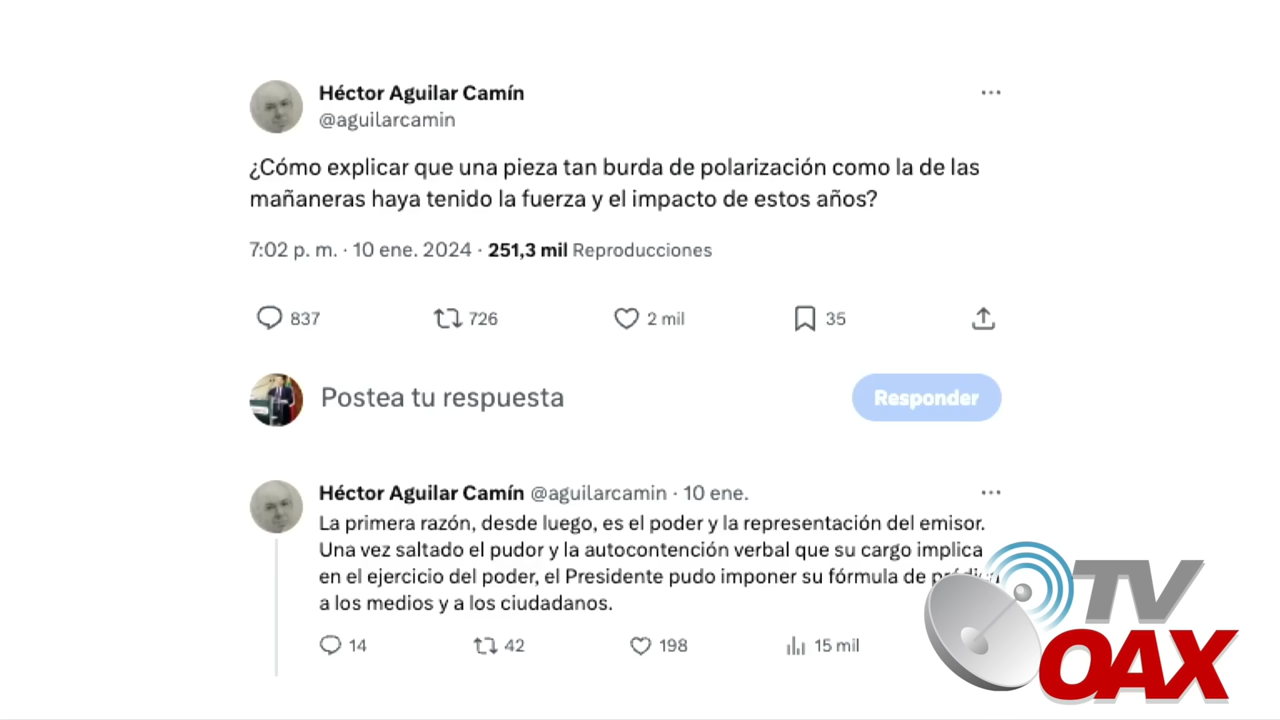 Héctor Aguilar Camín
@aguilarcamin
¿Cómo explicar que una pieza tan burda de polarización como la de las
mañaneras haya tenido la fuerza y el impacto de estos años?
7:02 p. m. · 10 ene. 2024 · 251,3 mil Reproducciones
837 726 2 mil 35
Postea tu respuesta Responder
Héctor Aguilar Camín @aguilarcamin · 10 ene.
La primera razón, desde luego, es el poder y la representación del emisor.
Una vez saltado el pudor y la autocontención verbal que su cargo implica
en el ejercicio del poder, el Presidente pudo imponer su fórmula de prédica
a los medios y a los ciudadanos.
14 42 198 15 mil
TV
OAX